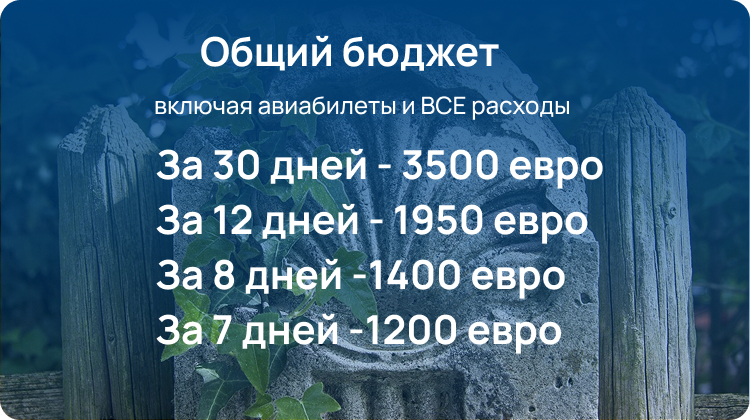 Общий бюджет
включая авиабилеты и ВСЕ расходы
За 30 дней - 3500 евро
За 12 дней - 1950 евро
За 8 дней -1400 евро
За 7 дней -1200 евро